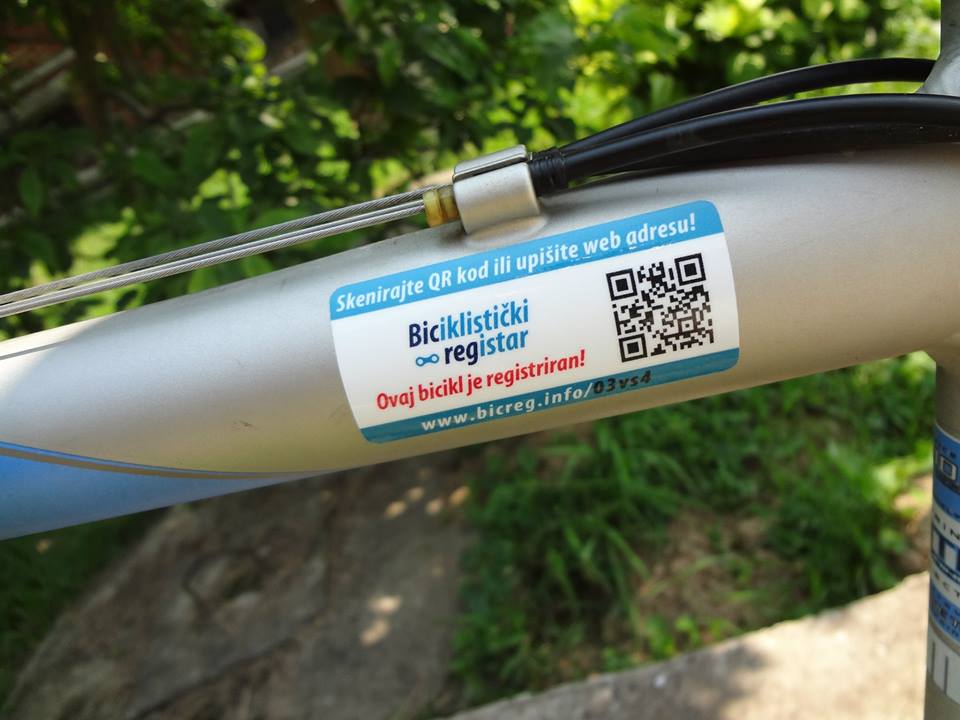 Skenirajte QR kod ili upišite web adresu!
Biciklistički
registar
Ovaj bicikl je registriran!
www.bicreg.info/03vs4